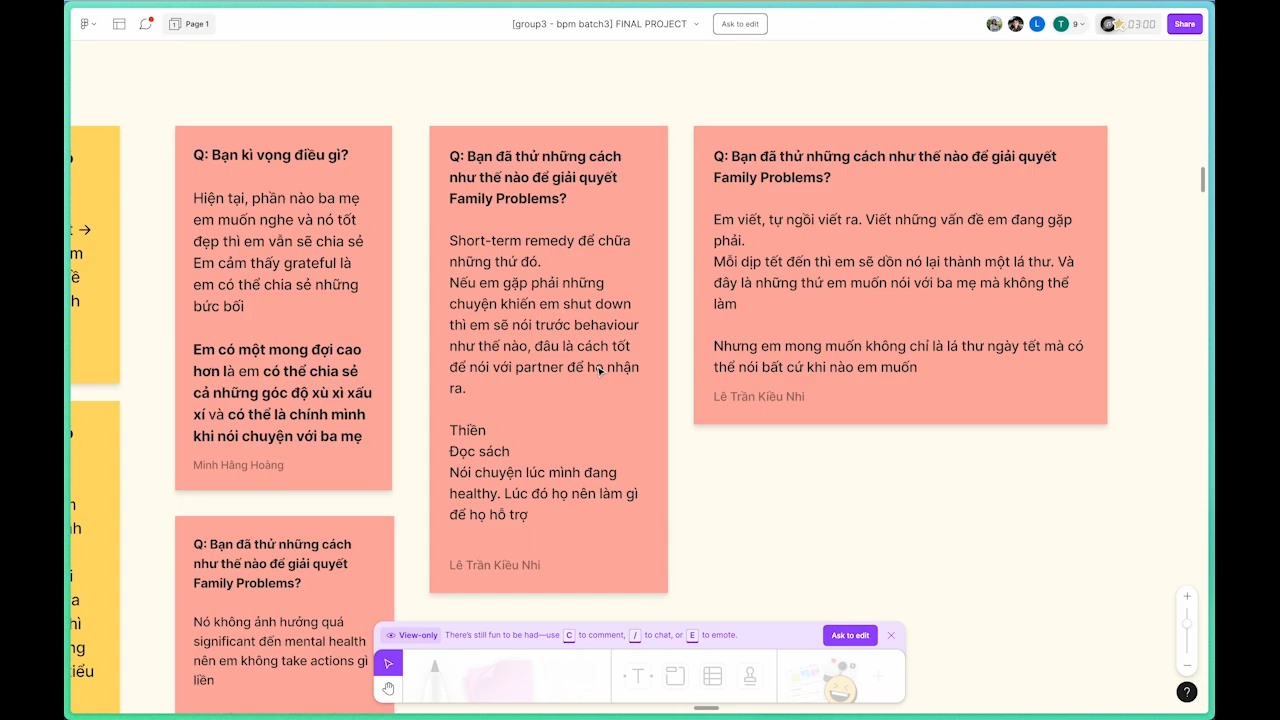 Page 1
[group3 - bpm batch3] FINAL PROJECT
Ask to edit
L
T
9
03:00
Share
Q: Bạn kì vọng điều gì?
Hiện tại, phần nào ba mẹ
em muốn nghe và nó tốt
đẹp thì em vẫn sẽ chia sẻ
Em cảm thấy grateful là
em có thể chia sẻ những
bức bối
Em có một mong đợi cao
hơn là em có thể chia sẻ
cả những góc độ xù xì xấu
xí và có thể là chính mình
khi nói chuyện với ba mẹ
Minh Hằng Hoàng
Q: Bạn đã thử những cách
như thế nào để giải quyết
Family Problems?
Nó không ảnh hưởng quá
significant đến mental health
nên em không take actions gì
liền
Q: Bạn đã thử những cách
như thế nào để giải quyết
Family Problems?
Short-term remedy để chữa
những thứ đó.
Nếu em gặp phải những
chuyện khiến em shut down
thì em sẽ nói trước behaviour
như thế nào, đâu là cách tốt
để nói với partner để họ nhận
ra.
Thiền
Đọc sách
Nói chuyện lúc mình đang
healthy. Lúc đó họ nên làm gì
để họ hỗ trợ
Lê Trần Kiều Nhi
Q: Bạn đã thử những cách như thế nào để giải quyết
Family Problems?
Em viết, tự ngồi viết ra. Viết những vấn đề em đang gặp
phải.
Mỗi dịp tết đến thì em sẽ dồn nó lại thành một lá thư. Và
đây là những thứ em muốn nói với ba mẹ mà không thể
làm
Nhưng em mong muốn không chỉ là lá thư ngày tết mà có
thể nói bất cứ khi nào em muốn
Lê Trần Kiều Nhi
View-only There's still fun to be had—use C to comment, / to chat, or E to emote.
Ask to edit
T
?